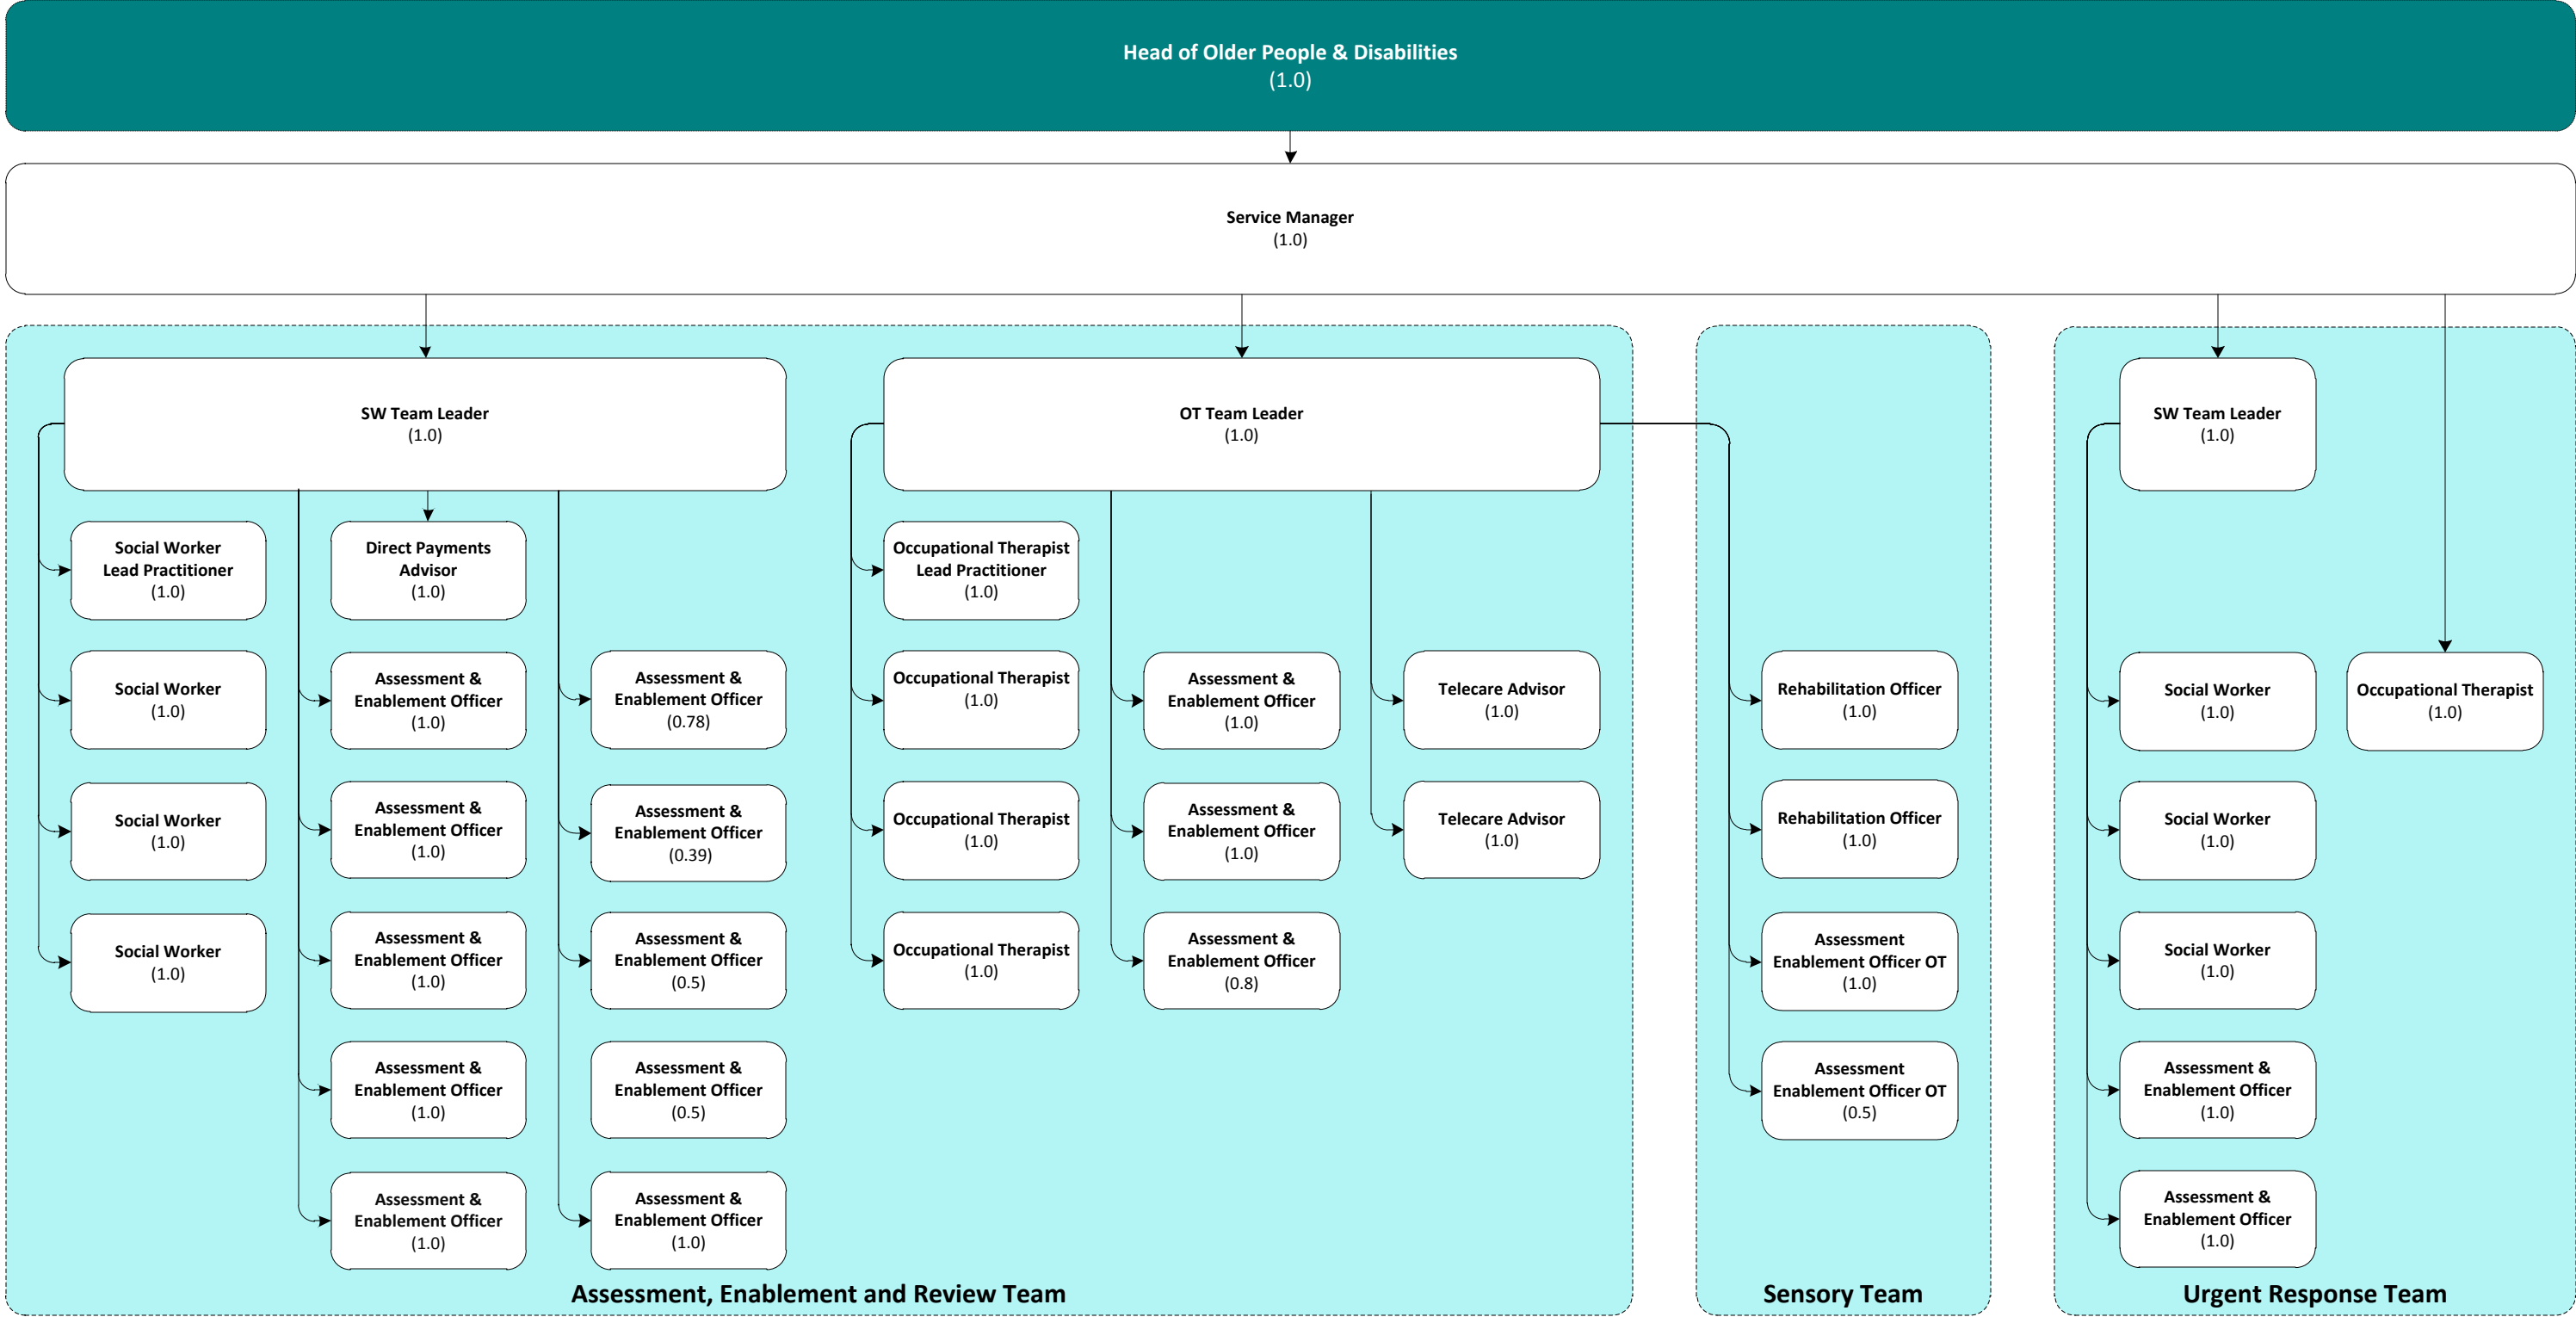 Head of Older People & Disabilities
(1.0)
Service Manager
(1.0)
SW Team Leader
(1.0)
Social Worker
Lead Practitioner
(1.0)
Social Worker
(1.0)
Social Worker
(1.0)
Social Worker
(1.0)
Direct Payments
Advisor
(1.0)
Assessment &
Enablement Officer
(1.0)
Assessment &
Enablement Officer
(1.0)
Assessment &
Enablement Officer
(1.0)
Assessment &
Enablement Officer
(1.0)
Assessment &
Enablement Officer
(1.0)
Assessment &
Enablement Officer
(0.78)
Assessment &
Enablement Officer
(0.39)
Assessment &
Enablement Officer
(0.5)
Assessment &
Enablement Officer
(0.5)
Assessment &
Enablement Officer
(1.0)
OT Team Leader
(1.0)
Occupational Therapist
Lead Practitioner
(1.0)
Occupational Therapist
(1.0)
Occupational Therapist
(1.0)
Occupational Therapist
(1.0)
Assessment &
Enablement Officer
(1.0)
Assessment &
Enablement Officer
(1.0)
Assessment &
Enablement Officer
(0.8)
Telecare Advisor
(1.0)
Telecare Advisor
(1.0)
Assessment, Enablement and Review Team
Rehabilitation Officer
(1.0)
Rehabilitation Officer
(1.0)
Assessment
Enablement Officer OT
(1.0)
Assessment
Enablement Officer OT
(0.5)
Sensory Team
SW Team Leader
(1.0)
Social Worker
(1.0)
Social Worker
(1.0)
Social Worker
(1.0)
Assessment &
Enablement Officer
(1.0)
Assessment &
Enablement Officer
(1.0)
Occupational Therapist
(1.0)
Urgent Response Team